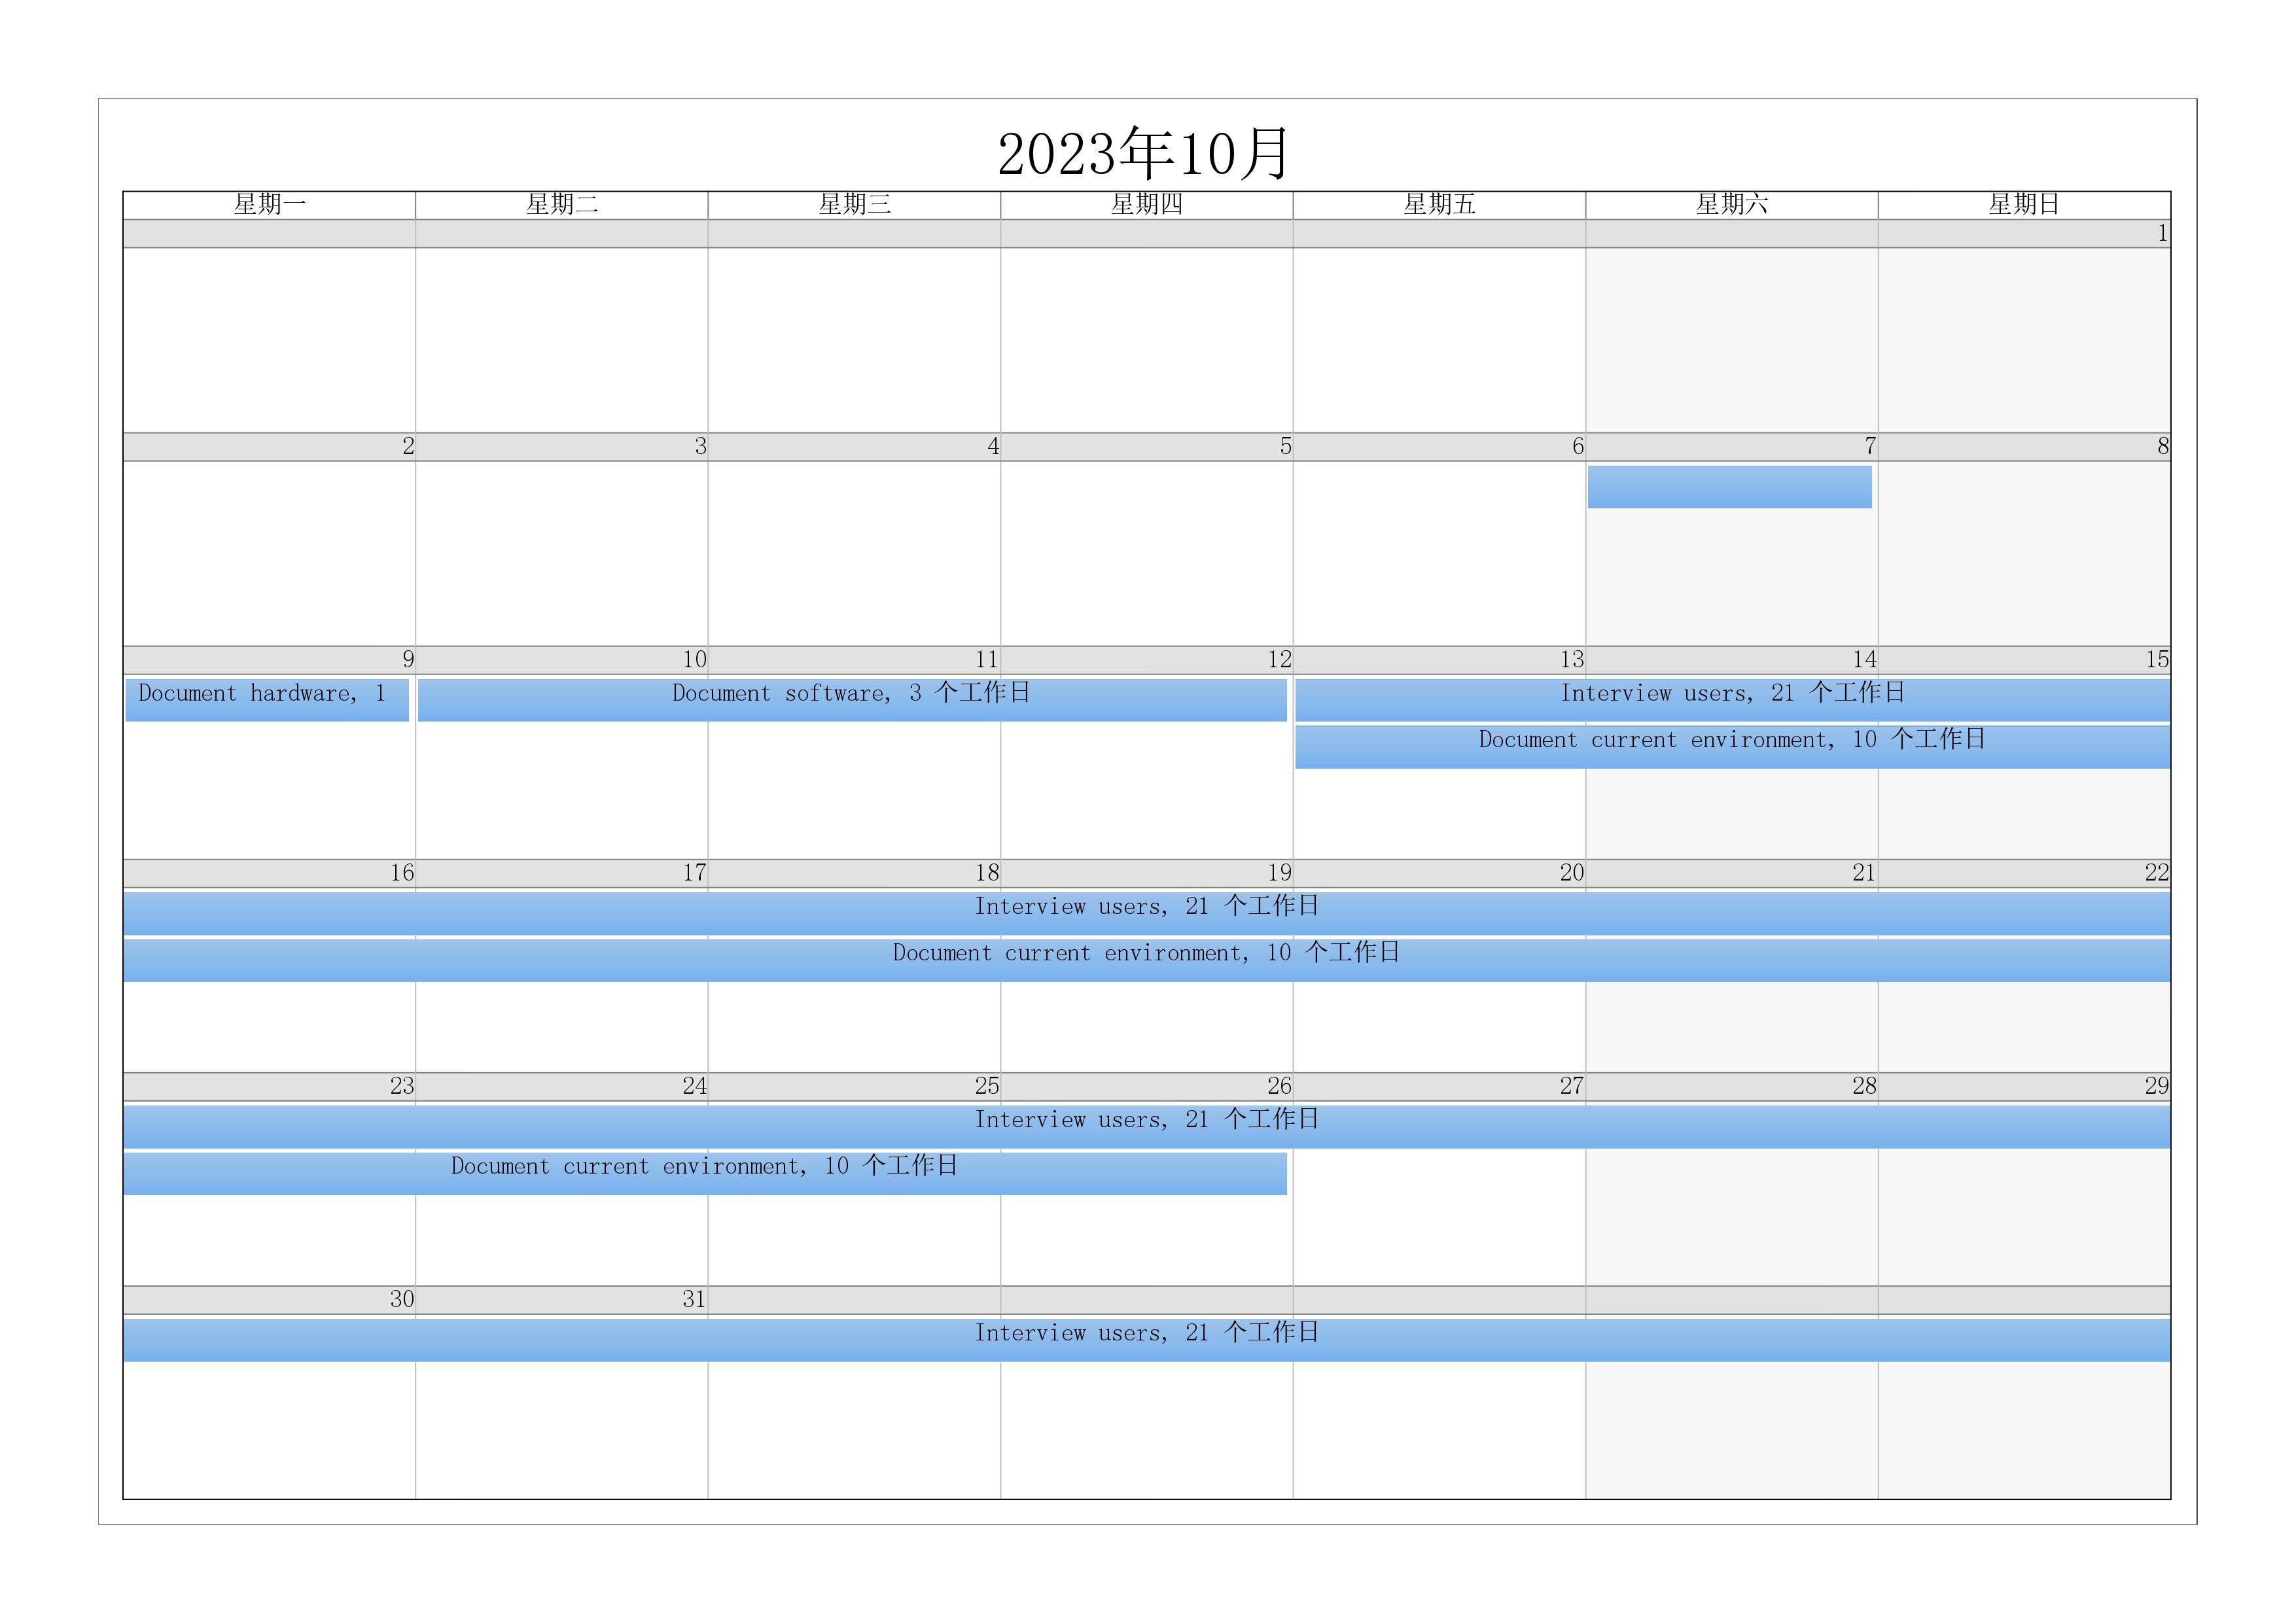 2023年10月
星期一 星期二 星期三 星期四 星期五 星期六 星期日
1
2 3 4 5 6 7 8
9 10 11 12 13 14 15
Document hardware, 1 Document software, 3 个工作日 Interview users, 21 个工作日
Document current environment, 10 个工作日
16 17 18 19 20 21 22
Interview users, 21 个工作日
Document current environment, 10 个工作日
23 24 25 26 27 28 29
Interview users, 21 个工作日
Document current environment, 10 个工作日
30 31
Interview users, 21 个工作日